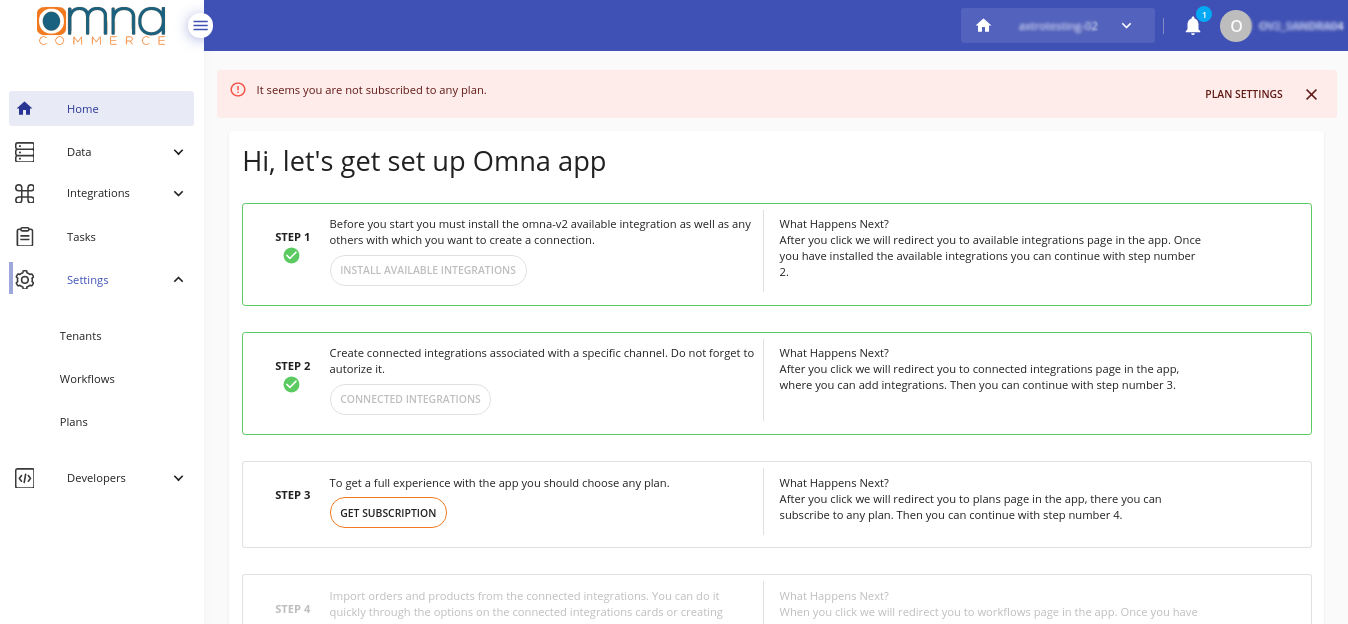 omna
COMMERCE
1
O
Home
Data
Integrations
Tasks
Settings
Tenants
Workflows
Plans
Developers
It seems you are not subscribed to any plan.
PLAN SETTINGS
Hi, let's get set up Omna app
STEP 1
Before you start you must install the omna-v2 available integration as well as any
others with which you want to create a connection.
INSTALL AVAILABLE INTEGRATIONS
What Happens Next?
After you click we will redirect you to available integrations page in the app. Once
you have installed the available integrations you can continue with step number
2.
STEP 2
Create connected integrations associated with a specific channel. Do not forget to
autorize it.
CONNECTED INTEGRATIONS
What Happens Next?
After you click we will redirect you to connected integrations page in the app,
where you can add integrations. Then you can continue with step number 3.
STEP 3
To get a full experience with the app you should choose any plan.
GET SUBSCRIPTION
What Happens Next?
After you click we will redirect you to plans page in the app, there you can
subscribe to any plan. Then you can continue with step number 4.
STEP 4
Import orders and products from the connected integrations. You can do it
quickly through the options on the connected integrations cards or creating
What Happens Next?
When you click we will redirect you to workflows page in the app. Once you have